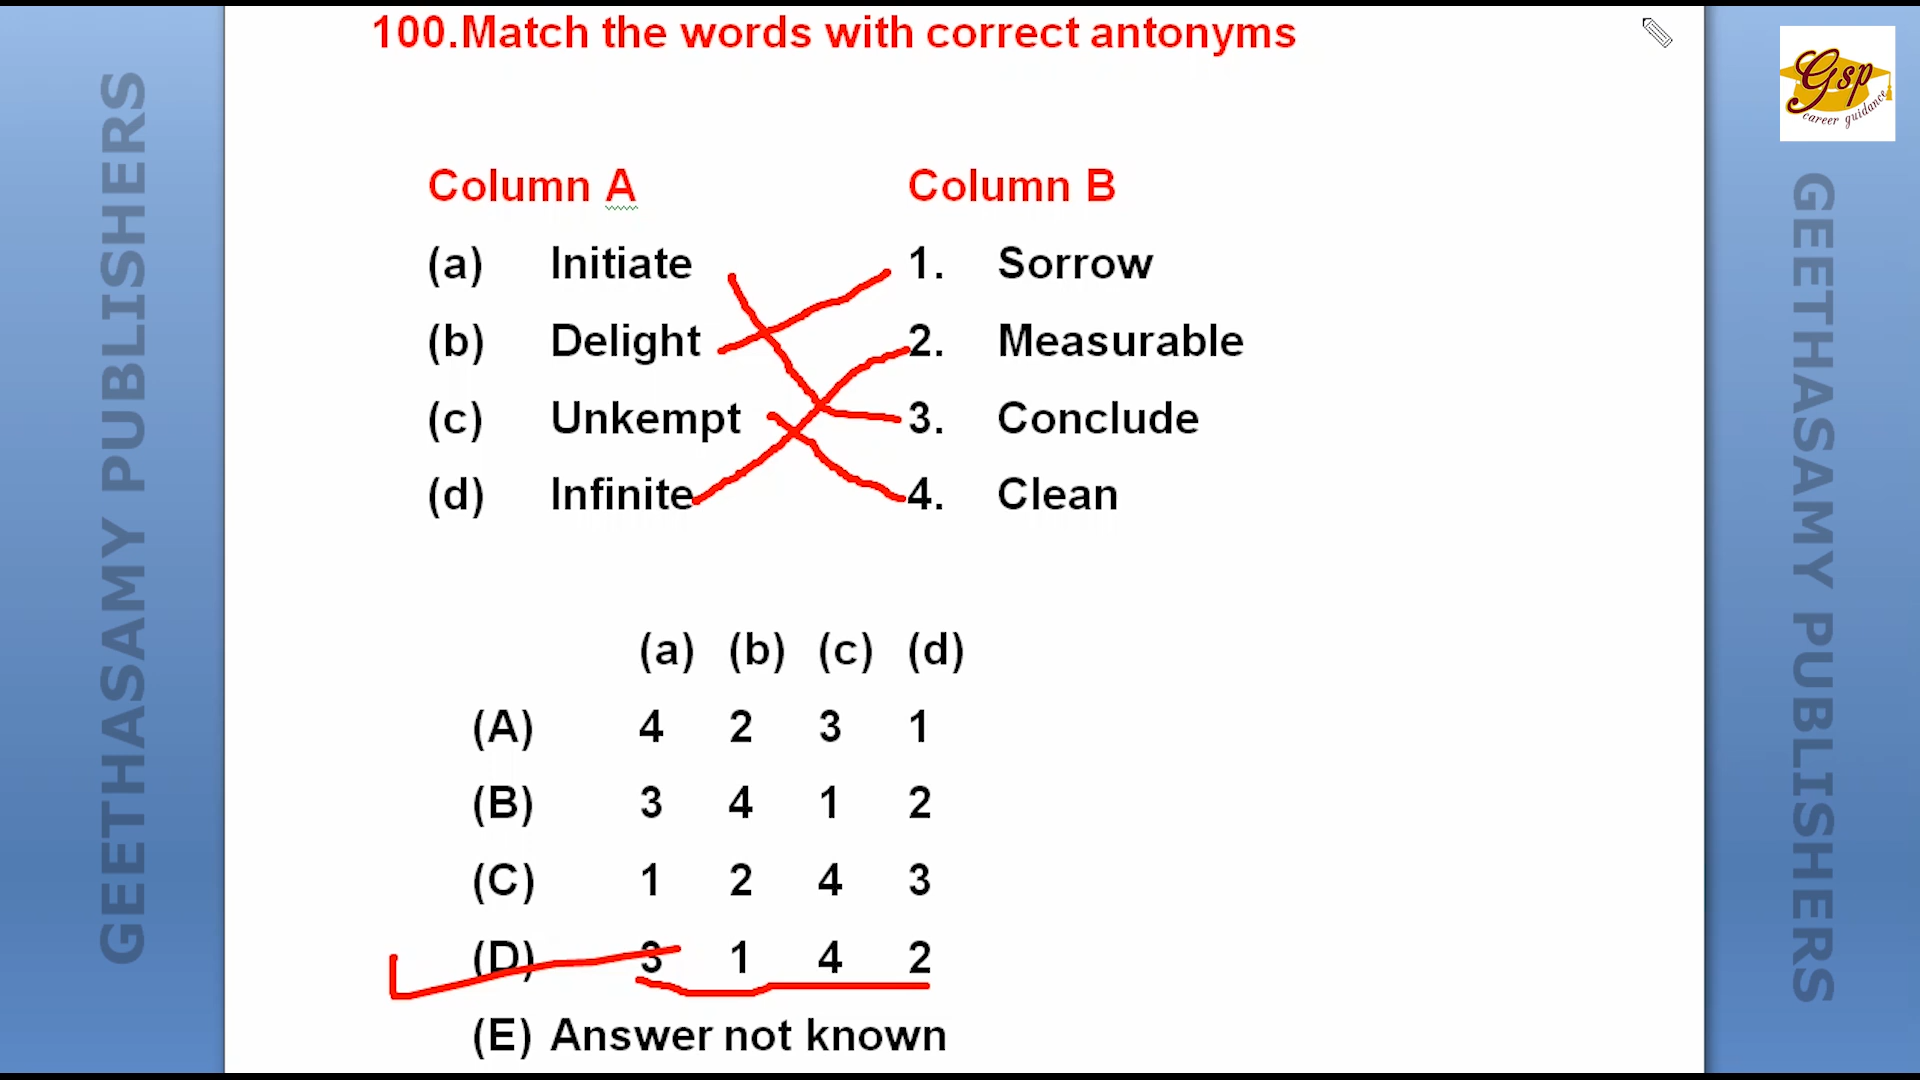 100.Match the words with correct antonyms
gsp
career guidance
GEETHASAMY PUBLISHERS
GEETHASAMY PUBLISHERS
Column A Column B
(a) Initiate 1. Sorrow
(b) Delight 2. Measurable
(c) Unkempt 3. Conclude
(d) Infinite 4. Clean
(a) (b) (c) (d)
(A) 4 2 3 1
(B) 3 4 1 2
(C) 1 2 4 3
(D) 3 1 4 2
(E) Answer not known